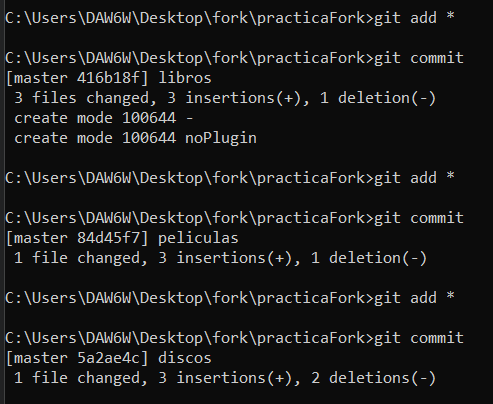 C:\Users\DAW6W\Desktop\fork\practicaFork>git add *
C:\Users\DAW6W\Desktop\fork\practicaFork>git commit
[master 416b18f] libros
 3 files changed, 3 insertions(+), 1 deletion(-)
 create mode 100644 -
 create mode 100644 noPlugin
C:\Users\DAW6W\Desktop\fork\practicaFork>git add *
C:\Users\DAW6W\Desktop\fork\practicaFork>git commit
[master 84d45f7] peliculas
 1 file changed, 3 insertions(+), 1 deletion(-)
C:\Users\DAW6W\Desktop\fork\practicaFork>git add *
C:\Users\DAW6W\Desktop\fork\practicaFork>git commit
[master 5a2ae4c] discos
 1 file changed, 3 insertions(+), 2 deletions(-)